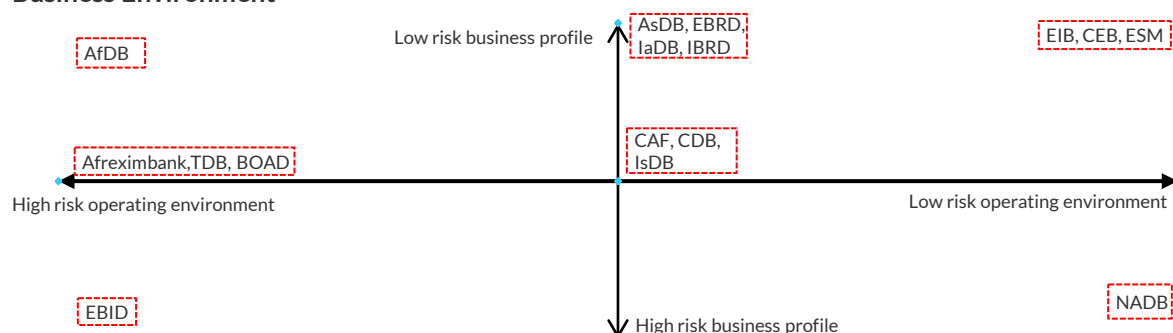 Business Environment
Low risk business profile
AsDB, EBRD,
IaDB, IBRD
EIB, CEB, ESM
AfDB
CAF, CDB,
IsDB
Afreximbank,TDB, BOAD
High risk operating environment
Low risk operating environment
EBID
NADB
High risk business profile